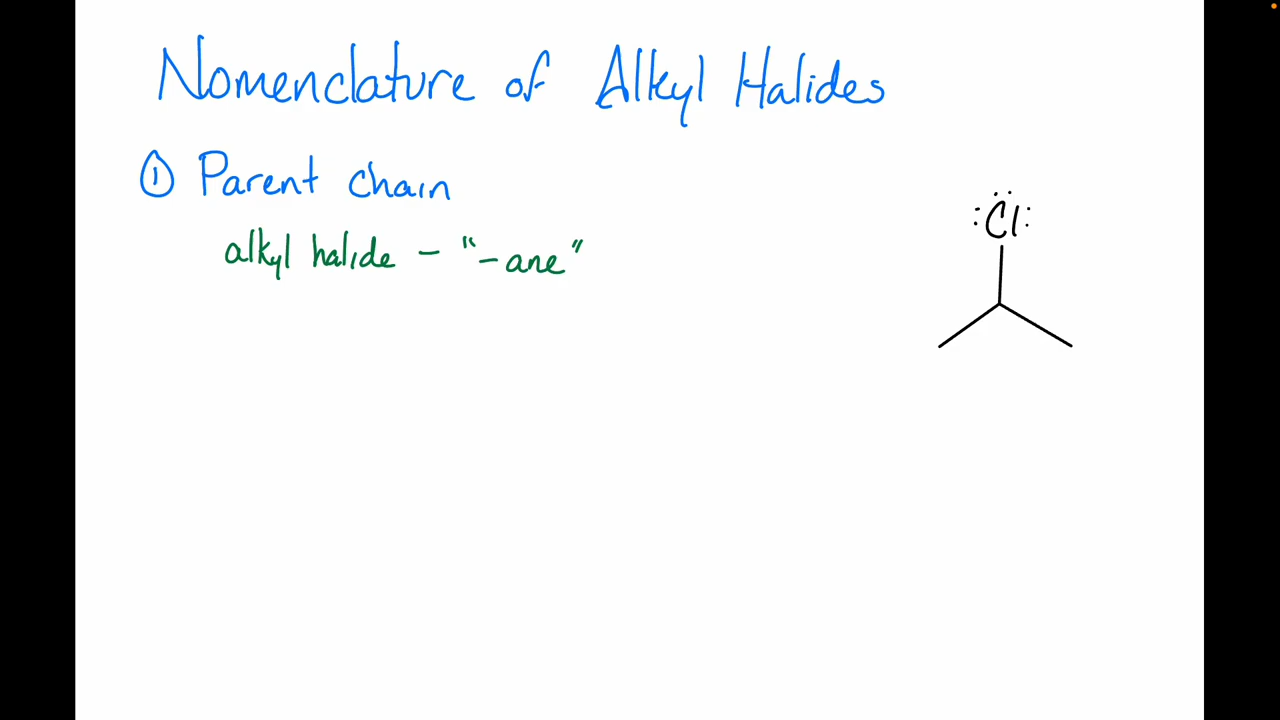 Nomenclature of Alkyl Halides
① Parent chain
alkyl halide - "-ane"
:Cl: